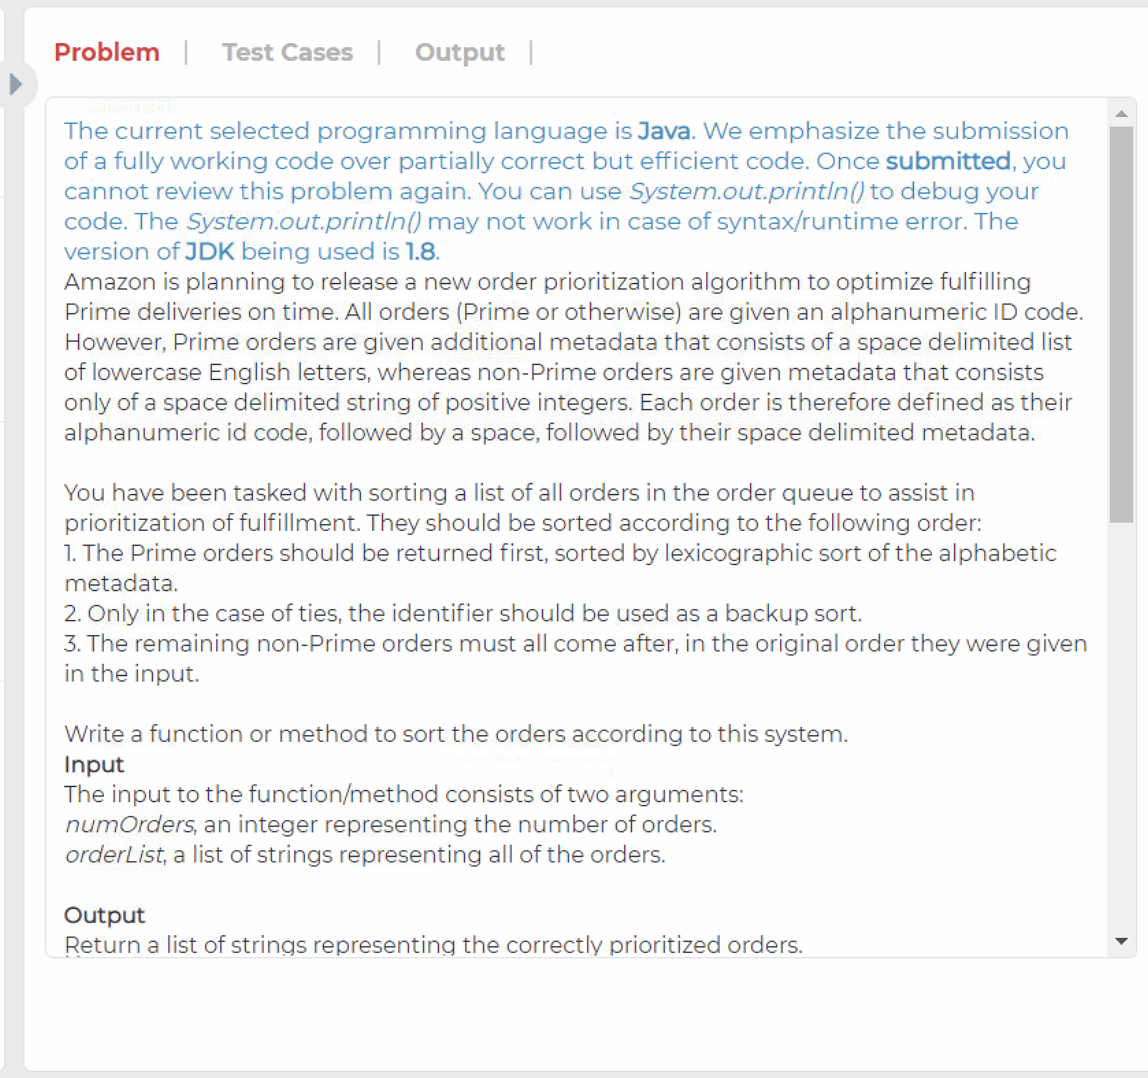 Problem | Test Cases | Output |
The current selected programming language is Java. We emphasize the submission
of a fully working code over partially correct but efficient code. Once submitted, you
cannot review this problem again. You can use System.out.println() to debug your
code. The System.out.println() may not work in case of syntax/runtime error. The
version of JDK being used is 1.8.
Amazon is planning to release a new order prioritization algorithm to optimize fulfilling
Prime deliveries on time. All orders (Prime or otherwise) are given an alphanumeric ID code.
However, Prime orders are given additional metadata that consists of a space delimited list
of lowercase English letters, whereas non-Prime orders are given metadata that consists
only of a space delimited string of positive integers. Each order is therefore defined as their
alphanumeric id code, followed by a space, followed by their space delimited metadata.
You have been tasked with sorting a list of all orders in the order queue to assist in
prioritization of fulfillment. They should be sorted according to the following order:
1. The Prime orders should be returned first, sorted by lexicographic sort of the alphabetic
metadata.
2. Only in the case of ties, the identifier should be used as a backup sort.
3. The remaining non-Prime orders must all come after, in the original order they were given
in the input.
Write a function or method to sort the orders according to this system.
Input
The input to the function/method consists of two arguments:
numOrders, an integer representing the number of orders.
orderList, a list of strings representing all of the orders.
Output
Return a list of strings representing the correctly prioritized orders.